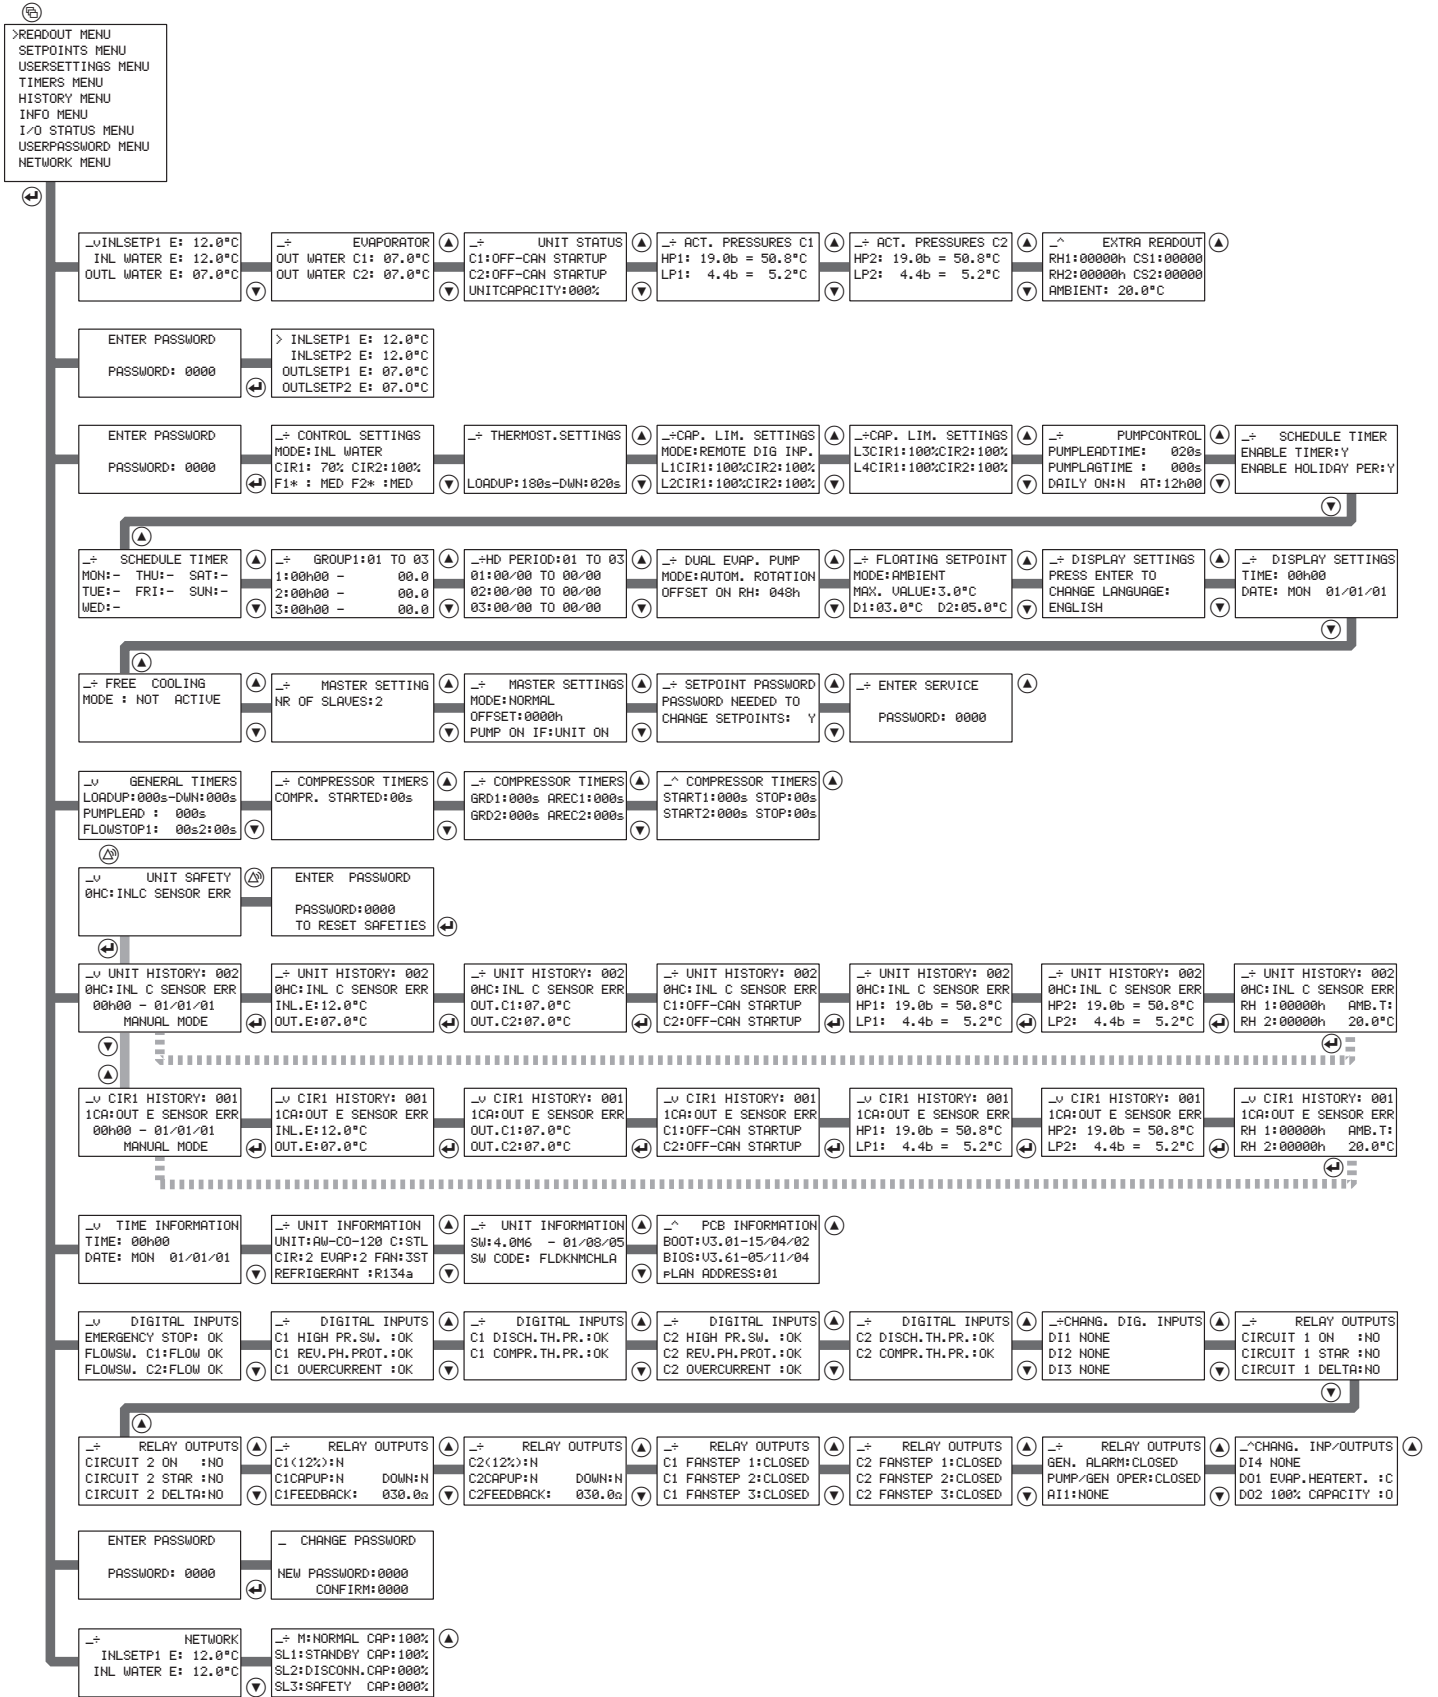 >READOUT MENU
SETPOINTS MENU
USERSETTINGS MENU
TIMERS MENU
HISTORY MENU
INFO MENU
I/O STATUS MENU
USERPASSWORD MENU
NETWORK MENU
_vINLSETP1 E: 12.0°C
INL WATER E: 12.0°C
OUTL WATER E: 07.0°C
_÷ EVAPORATOR
OUT WATER C1: 07.0°C
OUT WATER C2: 07.0°C
_÷ UNIT STATUS
C1:OFF-CAN STARTUP
C2:OFF-CAN STARTUP
UNITCAPACITY:000%
_÷ ACT. PRESSURES C1
HP1: 19.0b = 50.8°C
LP1: 4.4b = 5.2°C
_÷ ACT. PRESSURES C2
HP2: 19.0b = 50.8°C
LP2: 4.4b = 5.2°C
_^ EXTRA READOUT
RH1:00000h CS1:00000
RH2:00000h CS2:00000
AMBIENT: 20.0°C
ENTER PASSWORD
PASSWORD: 0000
> INLSETP1 E: 12.0°C
INLSETP2 E: 12.0°C
OUTLSETP1 E: 07.0°C
OUTLSETP2 E: 07.0°C
ENTER PASSWORD
PASSWORD: 0000
_÷ CONTROL SETTINGS
MODE:INL WATER
CIR1: 70% CIR2:100%
F1* : MED F2* :MED
_÷ THERMOST.SETTINGS
LOADUP:180s-DWN:020s
_÷CAP. LIM. SETTINGS
MODE:REMOTE DIG INP.
L1CIR1:100%CIR2:100%
L2CIR1:100%CIR2:100%
_÷CAP. LIM. SETTINGS
L3CIR1:100%CIR2:100%
L4CIR1:100%CIR2:100%
_÷ PUMPCONTROL
PUMPLEADTIME: 020s
PUMPLAGTIME : 000s
DAILY ON:N AT:12h00
_÷ SCHEDULE TIMER
ENABLE TIMER:Y
ENABLE HOLIDAY PER:Y
_÷ SCHEDULE TIMER
MON:- THU:- SAT:-
TUE:- FRI:- SUN:-
WED:-
_÷ GROUP1:01 TO 03
1:00h00 - 00.0
2:00h00 - 00.0
3:00h00 - 00.0
_÷HD PERIOD:01 TO 03
01:00/00 TO 00/00
02:00/00 TO 00/00
03:00/00 TO 00/00
_÷ DUAL EVAP. PUMP
MODE:AUTOM. ROTATION
OFFSET ON RH: 048h
_÷ FLOATING SETPOINT
MODE:AMBIENT
MAX. VALUE:3.0°C
D1:03.0°C D2:05.0°C
_÷ DISPLAY SETTINGS
PRESS ENTER TO
CHANGE LANGUAGE:
ENGLISH
_÷ DISPLAY SETTINGS
TIME: 00h00
DATE: MON 01/01/01
_÷ FREE COOLING
MODE : NOT ACTIVE
_÷ MASTER SETTING
NR OF SLAVES:2
_÷ MASTER SETTINGS
MODE:NORMAL
OFFSET:0000h
PUMP ON IF:UNIT ON
_÷ SETPOINT PASSWORD
PASSWORD NEEDED TO
CHANGE SETPOINTS: Y
_÷ ENTER SERVICE
PASSWORD: 0000
_v GENERAL TIMERS
LOADUP:000s-DWN:000s
PUMPLEAD : 000s
FLOWSTOP1: 00s2:00s
_÷ COMPRESSOR TIMERS
COMPR. STARTED:00s
_÷ COMPRESSOR TIMERS
GRD1:000s AREC1:000s
GRD2:000s AREC2:000s
_^ COMPRESSOR TIMERS
START1:000s STOP:00s
START2:000s STOP:00s
_v UNIT SAFETY
0HC:INLC SENSOR ERR
ENTER PASSWORD
PASSWORD:0000
TO RESET SAFETIES
_v UNIT HISTORY: 002
0HC:INL C SENSOR ERR
00h00 - 01/01/01
MANUAL MODE
_÷ UNIT HISTORY: 002
0HC:INL C SENSOR ERR
INL.E:12.0°C
OUT.E:07.0°C
_÷ UNIT HISTORY: 002
0HC:INL C SENSOR ERR
OUT.C1:07.0°C
OUT.C2:07.0°C
_÷ UNIT HISTORY: 002
0HC:INL C SENSOR ERR
C1:OFF-CAN STARTUP
C2:OFF-CAN STARTUP
_÷ UNIT HISTORY: 002
0HC:INL C SENSOR ERR
HP1: 19.0b = 50.8°C
LP1: 4.4b = 5.2°C
_÷ UNIT HISTORY: 002
0HC:INL C SENSOR ERR
HP2: 19.0b = 50.8°C
LP2: 4.4b = 5.2°C
_÷ UNIT HISTORY: 002
0HC:INL C SENSOR ERR
RH 1:00000h AMB.T:
RH 2:00000h 20.0°C
_v CIR1 HISTORY: 001
1CA:OUT E SENSOR ERR
00h00 - 01/01/01
MANUAL MODE
_v CIR1 HISTORY: 001
1CA:OUT E SENSOR ERR
INL.E:12.0°C
OUT.E:07.0°C
_v CIR1 HISTORY: 001
1CA:OUT E SENSOR ERR
OUT.C1:07.0°C
OUT.C2:07.0°C
_v CIR1 HISTORY: 001
1CA:OUT E SENSOR ERR
C1:OFF-CAN STARTUP
C2:OFF-CAN STARTUP
_v CIR1 HISTORY: 001
1CA:OUT E SENSOR ERR
HP1: 19.0b = 50.8°C
LP1: 4.4b = 5.2°C
_v CIR1 HISTORY: 001
1CA:OUT E SENSOR ERR
HP2: 19.0b = 50.8°C
LP2: 4.4b = 5.2°C
_v CIR1 HISTORY: 001
1CA:OUT E SENSOR ERR
RH 1:00000h AMB.T:
RH 2:00000h 20.0°C
_v TIME INFORMATION
TIME: 00h00
DATE: MON 01/01/01
_÷ UNIT INFORMATION
UNIT:AW-CO-120 C:STL
CIR:2 EVAP:2 FAN:3ST
REFRIGERANT :R134a
_÷ UNIT INFORMATION
SW:4.0M6 - 01/08/05
SW CODE: FLDKNMCHLA
_^ PCB INFORMATION
BOOT:V3.01-15/04/02
BIOS:V3.61-05/11/04
pLAN ADDRESS:01
_v DIGITAL INPUTS
EMERGENCY STOP: OK
FLOWSW. C1:FLOW OK
FLOWSW. C2:FLOW OK
_÷ DIGITAL INPUTS
C1 HIGH PR.SW. :OK
C1 REV.PH.PROT.:OK
C1 OVERCURRENT :OK
_÷ DIGITAL INPUTS
C1 DISCH.TH.PR.:OK
C1 COMPR.TH.PR.:OK
_÷ DIGITAL INPUTS
C2 HIGH PR.SW. :OK
C2 REV.PH.PROT.:OK
C2 OVERCURRENT :OK
_÷ DIGITAL INPUTS
C2 DISCH.TH.PR.:OK
C2 COMPR.TH.PR.:OK
_÷CHANG. DIG. INPUTS
DI1 NONE
DI2 NONE
DI3 NONE
_÷ RELAY OUTPUTS
CIRCUIT 1 ON :NO
CIRCUIT 1 STAR :NO
CIRCUIT 1 DELTA:NO
_÷ RELAY OUTPUTS
CIRCUIT 2 ON :NO
CIRCUIT 2 STAR :NO
CIRCUIT 2 DELTA:NO
_÷ RELAY OUTPUTS
C1(12%):N
C1CAPUP:N DOWN:N
C1FEEDBACK: 030.0Ω
_÷ RELAY OUTPUTS
C2(12%):N
C2CAPUP:N DOWN:N
C2FEEDBACK: 030.0Ω
_÷ RELAY OUTPUTS
C1 FANSTEP 1:CLOSED
C1 FANSTEP 2:CLOSED
C1 FANSTEP 3:CLOSED
_÷ RELAY OUTPUTS
C2 FANSTEP 1:CLOSED
C2 FANSTEP 2:CLOSED
C2 FANSTEP 3:CLOSED
_÷ RELAY OUTPUTS
GEN. ALARM:CLOSED
PUMP/GEN OPER:CLOSED
AI1:NONE
_^CHANG. INP/OUTPUTS
DI4 NONE
DO1 EVAP.HEATERT. :C
DO2 100% CAPACITY :O
ENTER PASSWORD
PASSWORD: 0000
_ CHANGE PASSWORD
NEW PASSWORD:0000
CONFIRM:0000
_÷ NETWORK
INLSETP1 E: 12.0°C
INL WATER E: 12.0°C
_÷ M:NORMAL CAP:100%
SL1:STANDBY CAP:100%
SL2:DISCONN.CAP:000%
SL3:SAFETY CAP:000%